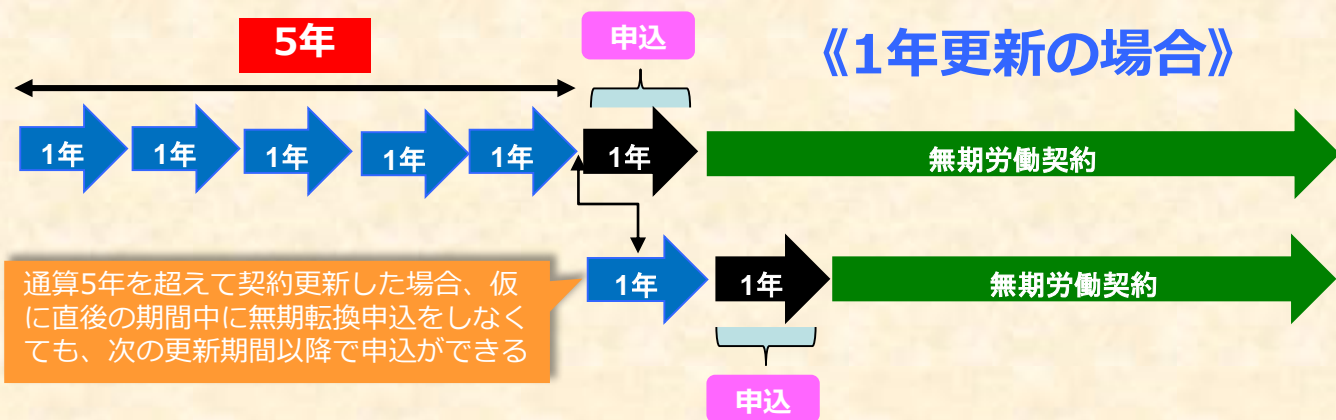 5年
申込
《1年更新の場合》
1年
1年
1年
1年
1年
1年
無期労働契約
1年
1年
無期労働契約
通算5年を超えて契約更新した場合、仮
に直後の期間中に無期転換申込をしなく
ても、次の更新期間以降で申込ができる
申込